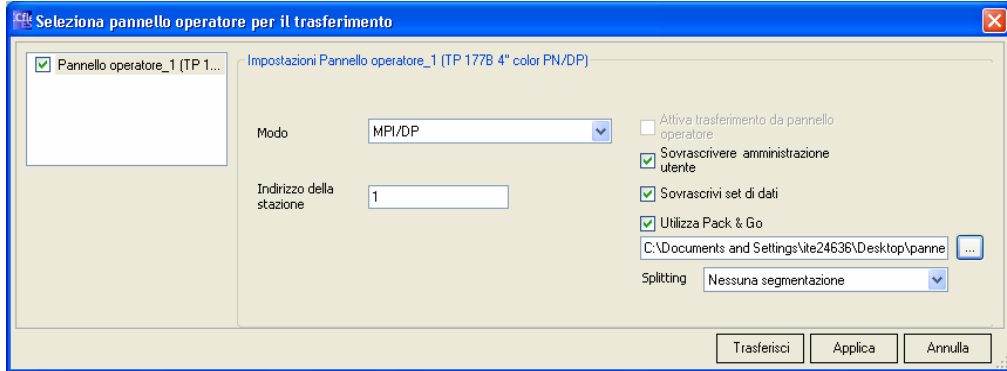 Cfle Seleziona pannello operatore per il trasferimento
Pannello operatore_1 (TP 1...
Impostazioni Pannello operatore_1 (TP 177B 4" color PN/DP)
Modo
MPI/DP
Indirizzo della
stazione
1
Attiva trasferimento da pannello
operatore
Sovrascrivere amministrazione
utente
Sovrascrivi set di dati
Utilizza Pack & Go
C:\Documents and Settings\ite24636\Desktop\panne
...
Splitting
Nessuna segmentazione
Trasferisci
Applica
Annulla